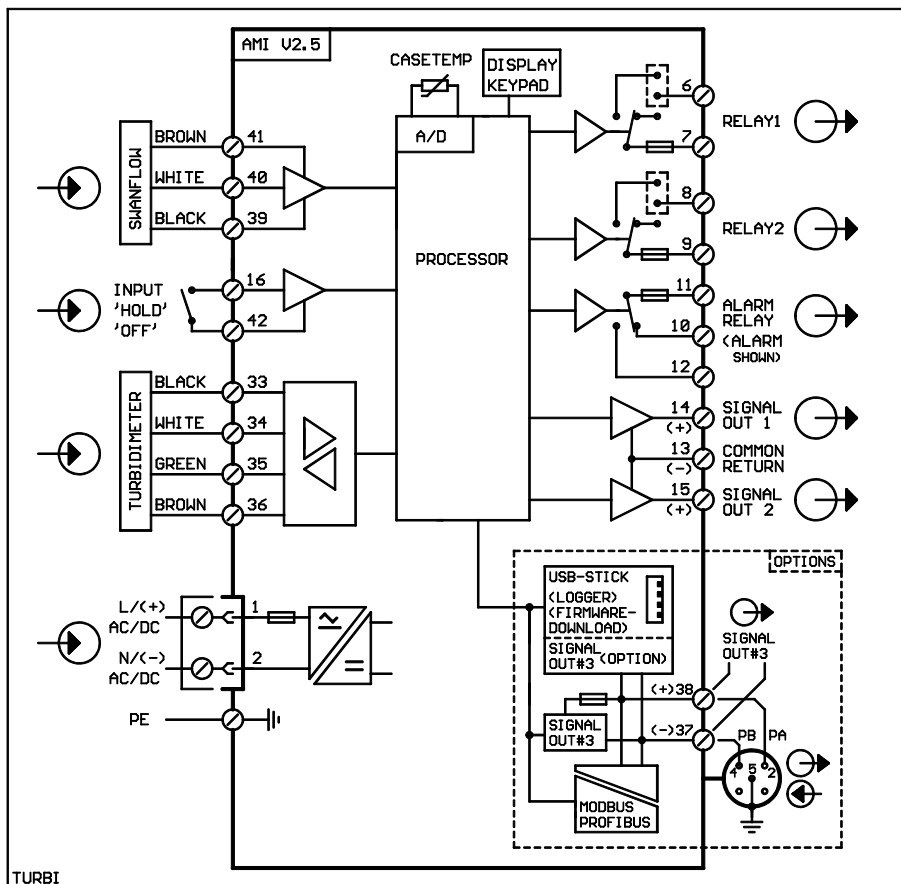 AMI V2.5
CASETEMP
DISPLAY
KEYPAD
A/D
PROCESSOR
SWANFLOW
BROWN 41
WHITE 40
BLACK 39
INPUT
'HOLD'
'OFF'
16
42
TURBIDIMETER
BLACK 33
WHITE 34
GREEN 35
BROWN 36
L/(+)
AC/DC
1
N/(-)
AC/DC
2
PE
6
RELAY1
7
8
RELAY2
9
11
ALARM
RELAY
(ALARM
SHOWN)
10
12
14
(+)
SIGNAL
OUT 1
13
(-)
COMMON
RETURN
15
(+)
SIGNAL
OUT 2
OPTIONS
USB-STICK
(LOGGER)
(FIRMWARE-
DOWNLOAD)
SIGNAL
OUT#3 (OPTION)
SIGNAL
OUT#3
(+)38
SIGNAL
OUT#3
(-)37
PB PA
4 5 2
MODBUS
PROFIBUS
TURBI